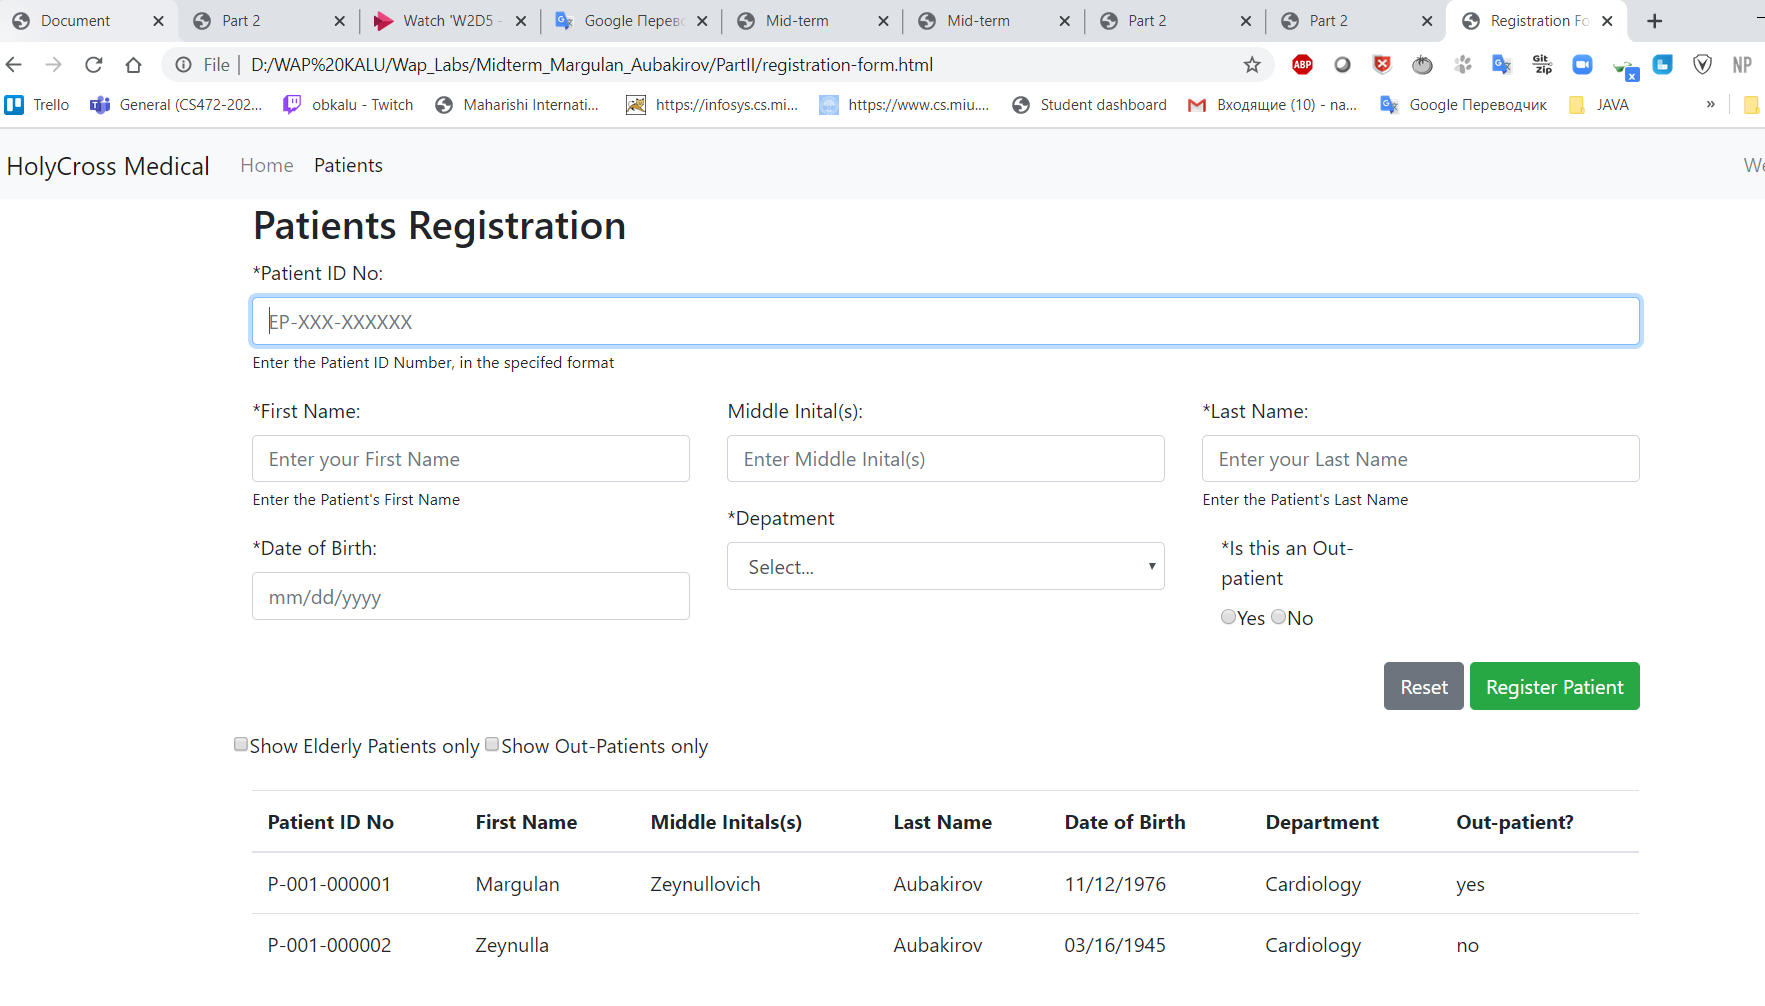 Document Part 2 Watch 'W2D5 - Google Перево Mid-term Mid-term Part 2 Part 2 Registration Fo
File D:/WAP%20KALU/Wap_Labs/Midterm_Margulan_Aubakirov/PartII/registration-form.html ABP Git zip x NP
Trello General (CS472-202... obkalu - Twitch Maharishi Internati... https://infosys.cs.mi... https://www.cs.miu.... Student dashboard Входящие (10) - na... Google Переводчик JAVA »
HolyCross Medical Home Patients We
Patients Registration
*Patient ID No:
EP-XXX-XXXXXX
Enter the Patient ID Number, in the specifed format
*First Name: Middle Inital(s): *Last Name:
Enter your First Name Enter Middle Inital(s) Enter your Last Name
Enter the Patient's First Name Enter the Patient's Last Name
*Depatment
*Date of Birth: *Is this an Out-
patient
Select...
mm/dd/yyyy
Yes No
Reset Register Patient
Show Elderly Patients only Show Out-Patients only
Patient ID No First Name Middle Initals(s) Last Name Date of Birth Department Out-patient?
P-001-000001 Margulan Zeynullovich Aubakirov 11/12/1976 Cardiology yes
P-001-000002 Zeynulla Aubakirov 03/16/1945 Cardiology no